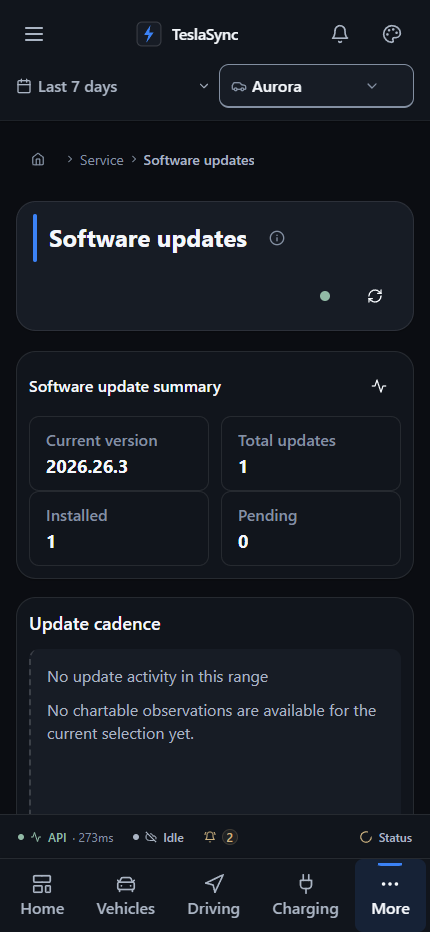 TeslaSync
Last 7 days
Aurora
Service
Software updates
Software updates
Software update summary
Current version
2026.26.3
Total updates
1
Installed
1
Pending
0
Update cadence
No update activity in this range
No chartable observations are available for the
current selection yet.
API · 273ms
Idle
2
Status
Home
Vehicles
Driving
Charging
More